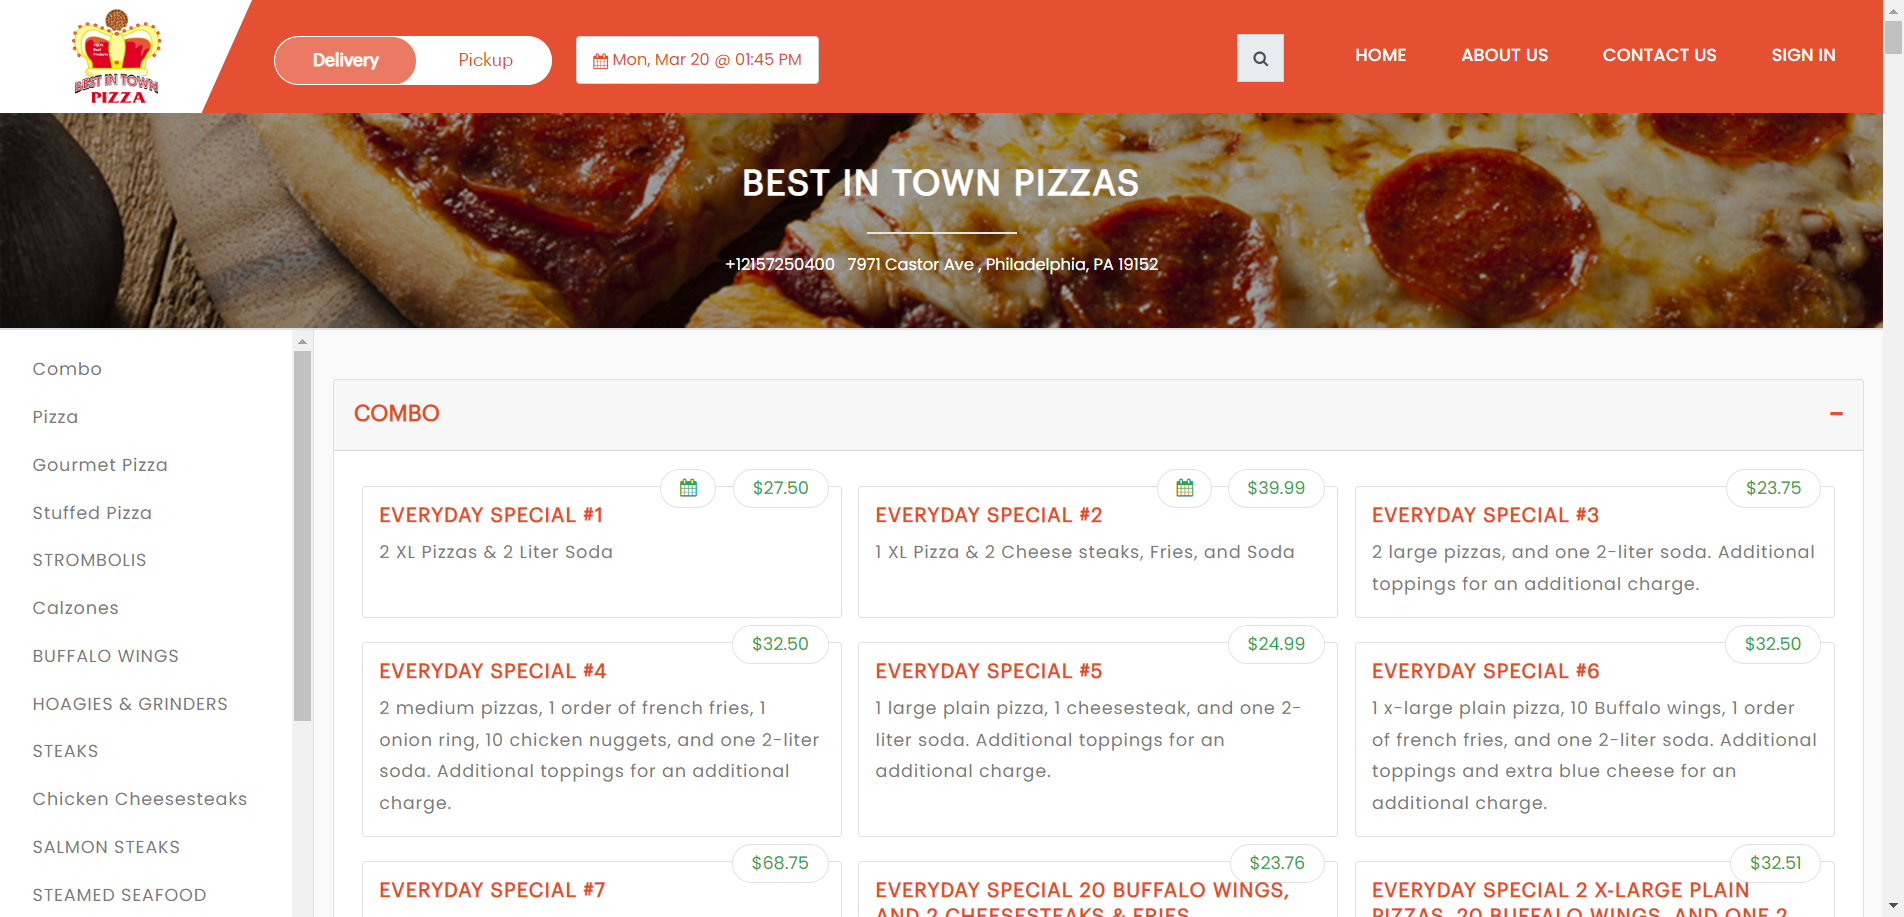 BEST IN TOWN
PIZZA
Delivery
Pickup
Mon, Mar 20 @ 01:45 PM
HOME
ABOUT US
CONTACT US
SIGN IN
BEST IN TOWN PIZZAS
+12157250400 7971 Castor Ave , Philadelphia, PA 19152
Combo
Pizza
Gourmet Pizza
Stuffed Pizza
STROMBOLIS
Calzones
BUFFALO WINGS
HOAGIES & GRINDERS
STEAKS
Chicken Cheesesteaks
SALMON STEAKS
STEAMED SEAFOOD
COMBO
$27.50
EVERYDAY SPECIAL #1
2 XL Pizzas & 2 Liter Soda
$39.99
EVERYDAY SPECIAL #2
1 XL Pizza & 2 Cheese steaks, Fries, and Soda
$23.75
EVERYDAY SPECIAL #3
2 large pizzas, and one 2-liter soda. Additional
toppings for an additional charge.
$32.50
EVERYDAY SPECIAL #4
2 medium pizzas, 1 order of french fries, 1
onion ring, 10 chicken nuggets, and one 2-liter
soda. Additional toppings for an additional
charge.
$24.99
EVERYDAY SPECIAL #5
1 large plain pizza, 1 cheesesteak, and one 2-
liter soda. Additional toppings for an
additional charge.
$32.50
EVERYDAY SPECIAL #6
1 x-large plain pizza, 10 Buffalo wings, 1 order
of french fries, and one 2-liter soda. Additional
toppings and extra blue cheese for an
additional charge.
$68.75
EVERYDAY SPECIAL #7
$23.76
EVERYDAY SPECIAL 20 BUFFALO WINGS,
AND 2 CHEESESTEAKS & FRIES
$32.51
EVERYDAY SPECIAL 2 X-LARGE PLAIN
PIZZAS, 20 BUFFALO WINGS, AND ONE 2